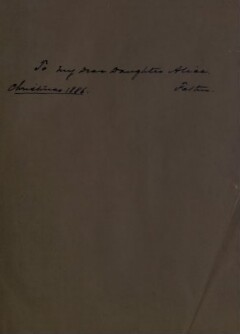 To my dear daughter Alice
Christmas 1886. Father.